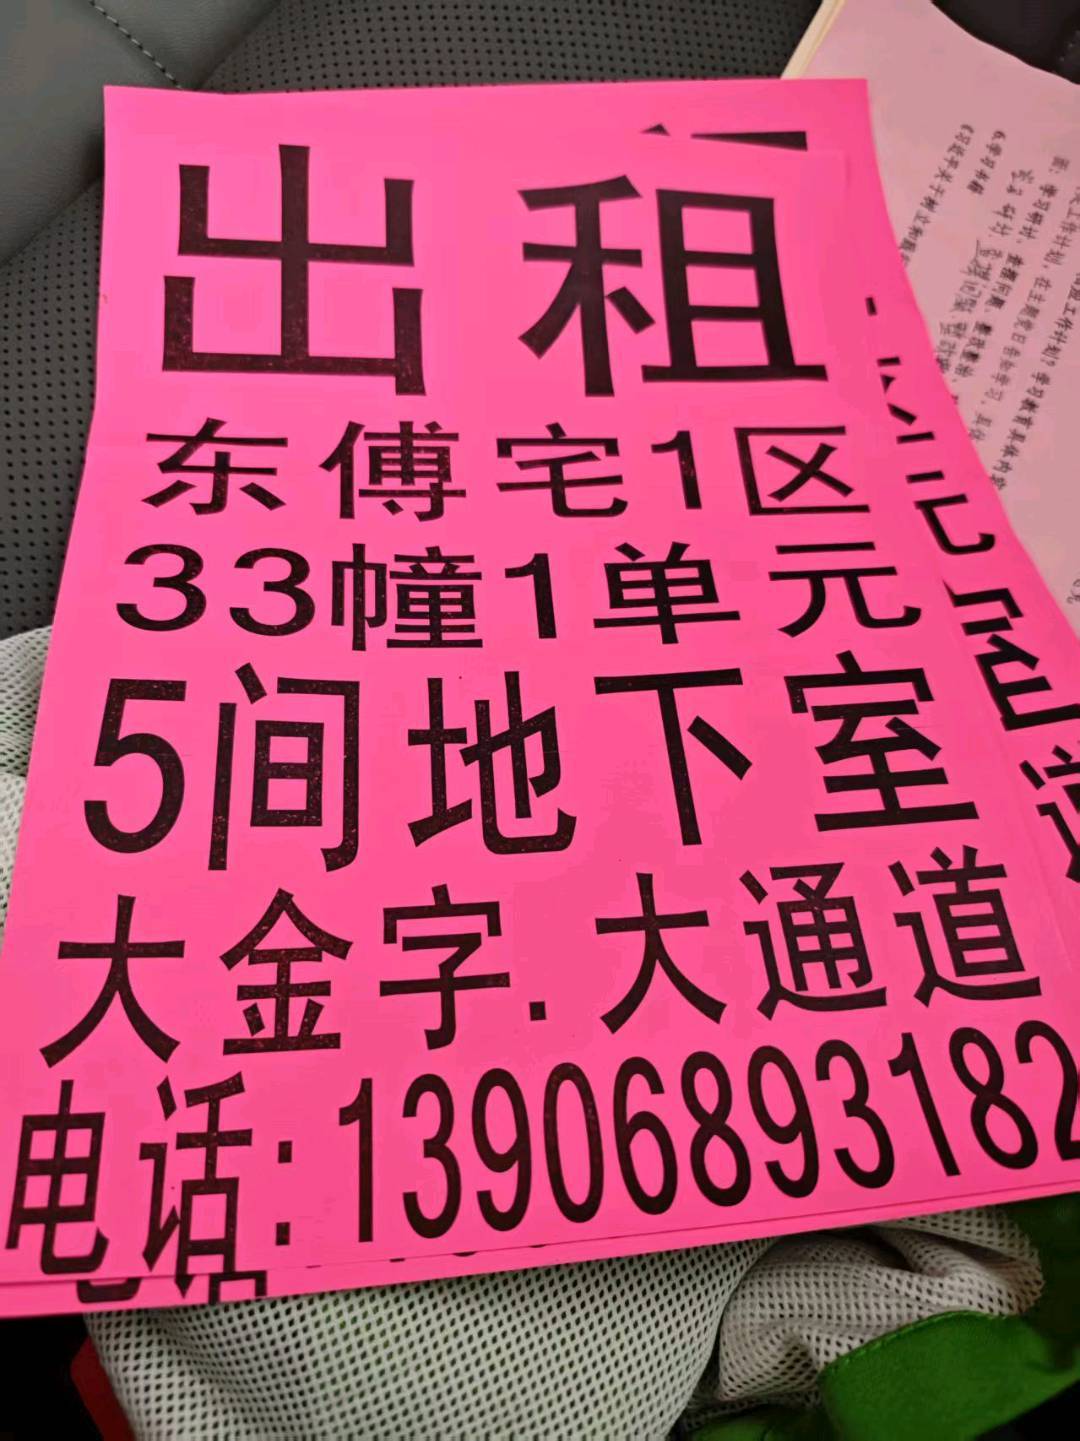 出租
东傅宅1区
33幢1单元
5间地下室
大金字.大通道
电话:13906893182